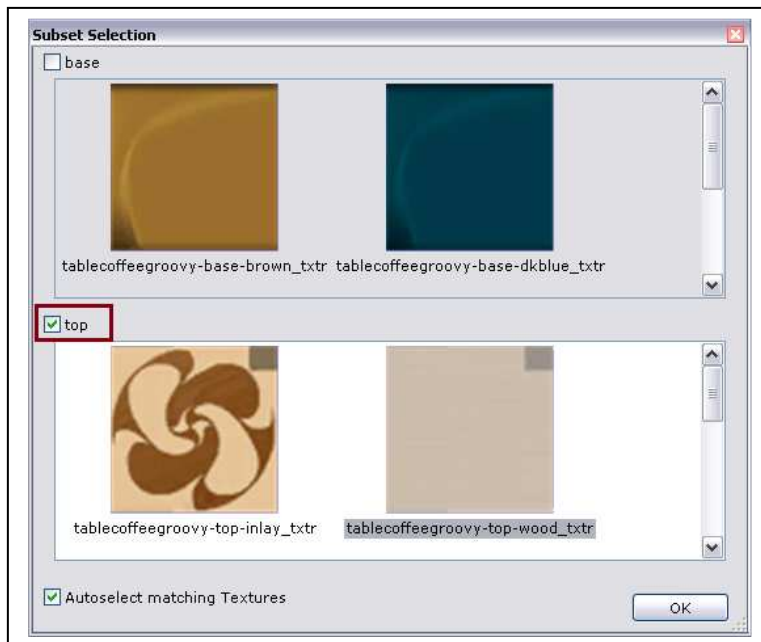 Subset Selection
base
tablecoffeegroovy-base-brown_txtr tablecoffeegroovy-base-dkblue_txtr
top
tablecoffeegroovy-top-inlay_txtr tablecoffeegroovy-top-wood_txtr
Autoselect matching Textures
OK